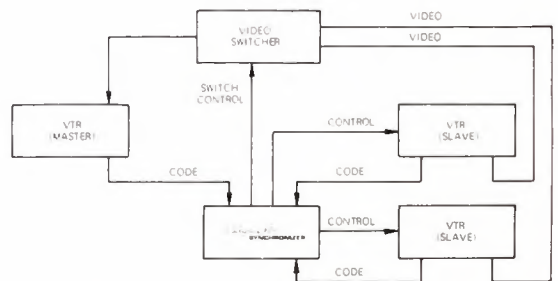 VIDEO
VIDEO
SWITCHER
VIDEO
SWITCH
CONTROL
VTR
(MASTER)
CONTROL
VTR
(SLAVE)
CODE
CODE
SYNCHRONIZER
CONTROL
VTR
(SLAVE)
CODE